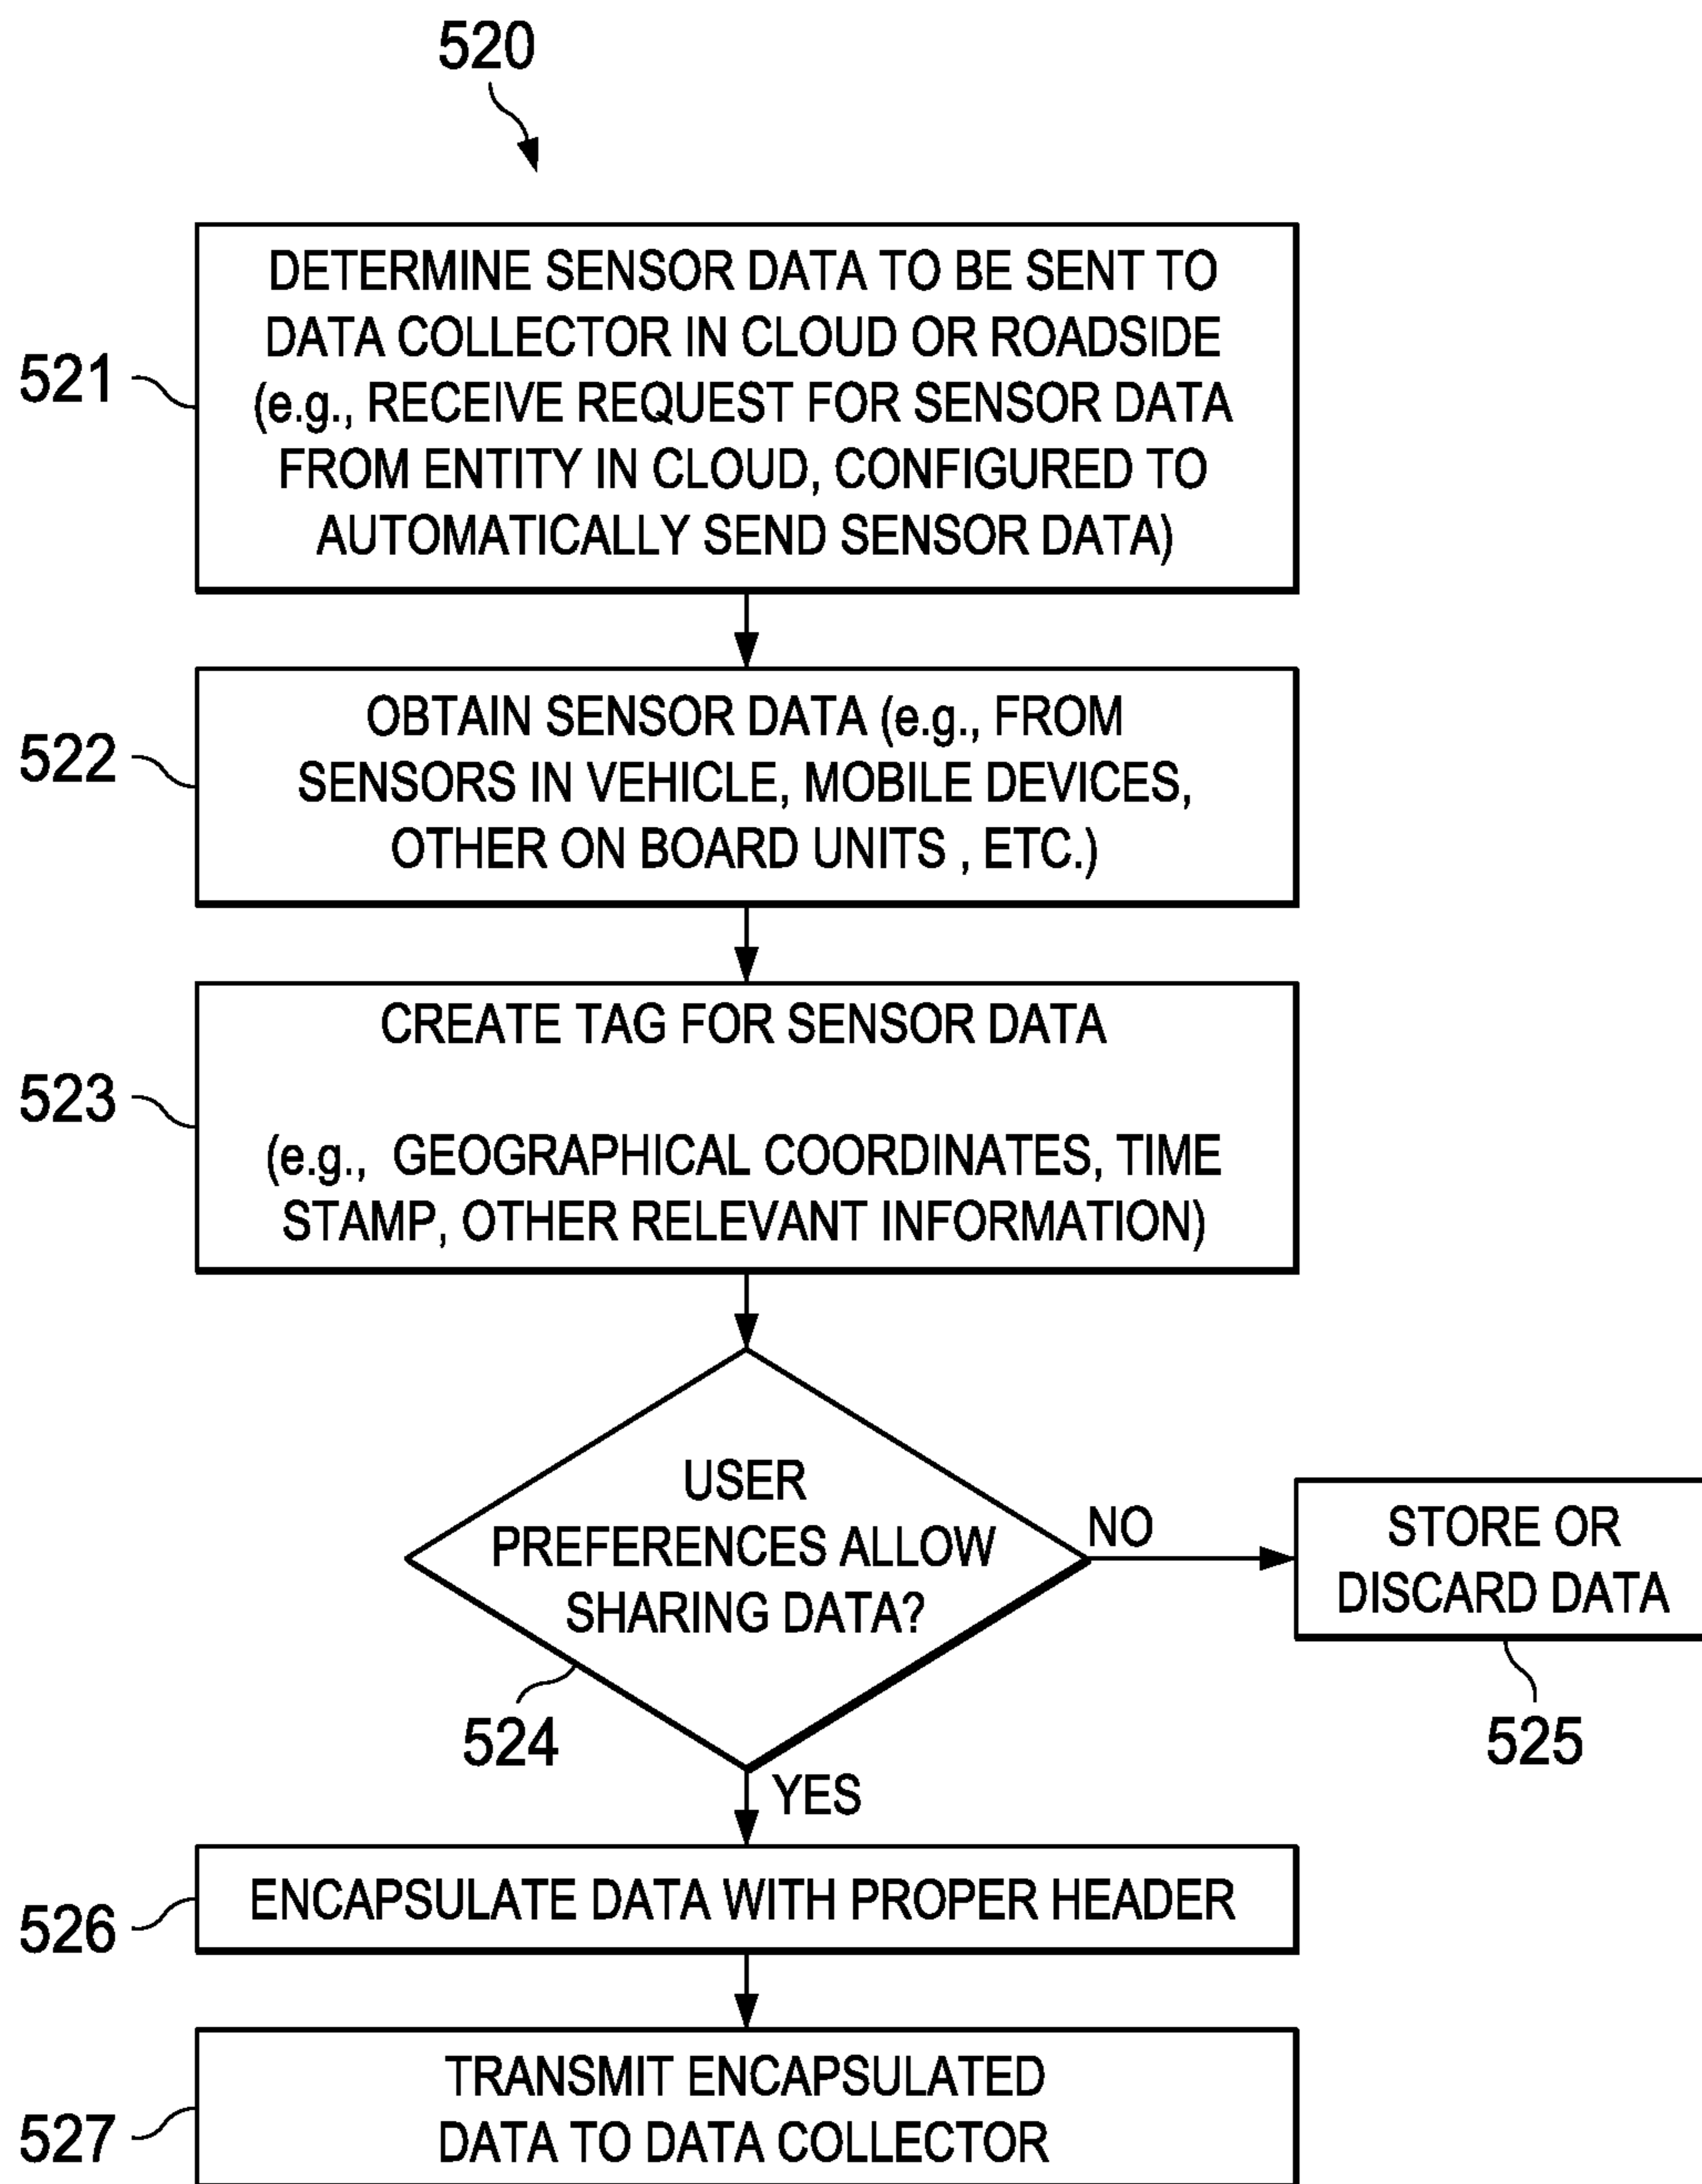 520
DETERMINE SENSOR DATA TO BE SENT TO
DATA COLLECTOR IN CLOUD OR ROADSIDE
(e.g., RECEIVE REQUEST FOR SENSOR DATA
FROM ENTITY IN CLOUD, CONFIGURED TO
AUTOMATICALLY SEND SENSOR DATA)
521
OBTAIN SENSOR DATA (e.g., FROM
SENSORS IN VEHICLE, MOBILE DEVICES,
OTHER ON BOARD UNITS , ETC.)
522
CREATE TAG FOR SENSOR DATA
(e.g., GEOGRAPHICAL COORDINATES, TIME
STAMP, OTHER RELEVANT INFORMATION)
523
USER
PREFERENCES ALLOW
SHARING DATA?
524
NO
STORE OR
DISCARD DATA
525
YES
ENCAPSULATE DATA WITH PROPER HEADER
526
TRANSMIT ENCAPSULATED
DATA TO DATA COLLECTOR
527